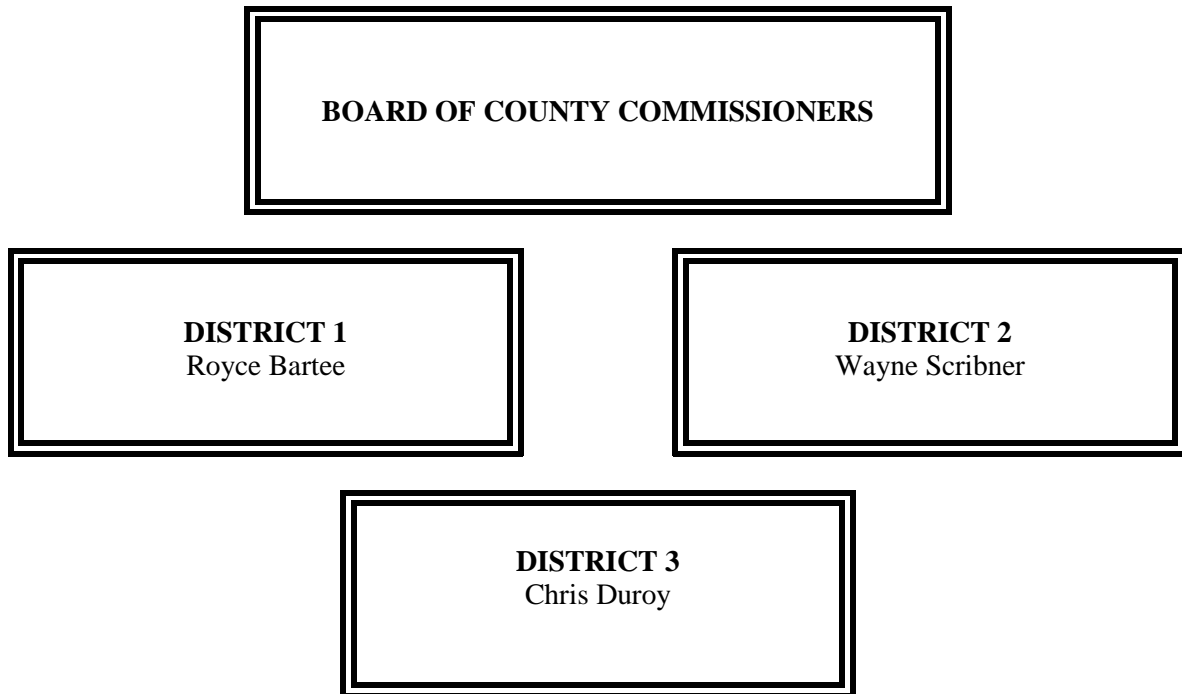 BOARD OF COUNTY COMMISSIONERS
DISTRICT 1
Royce Bartee
DISTRICT 2
Wayne Scribner
DISTRICT 3
Chris Duroy